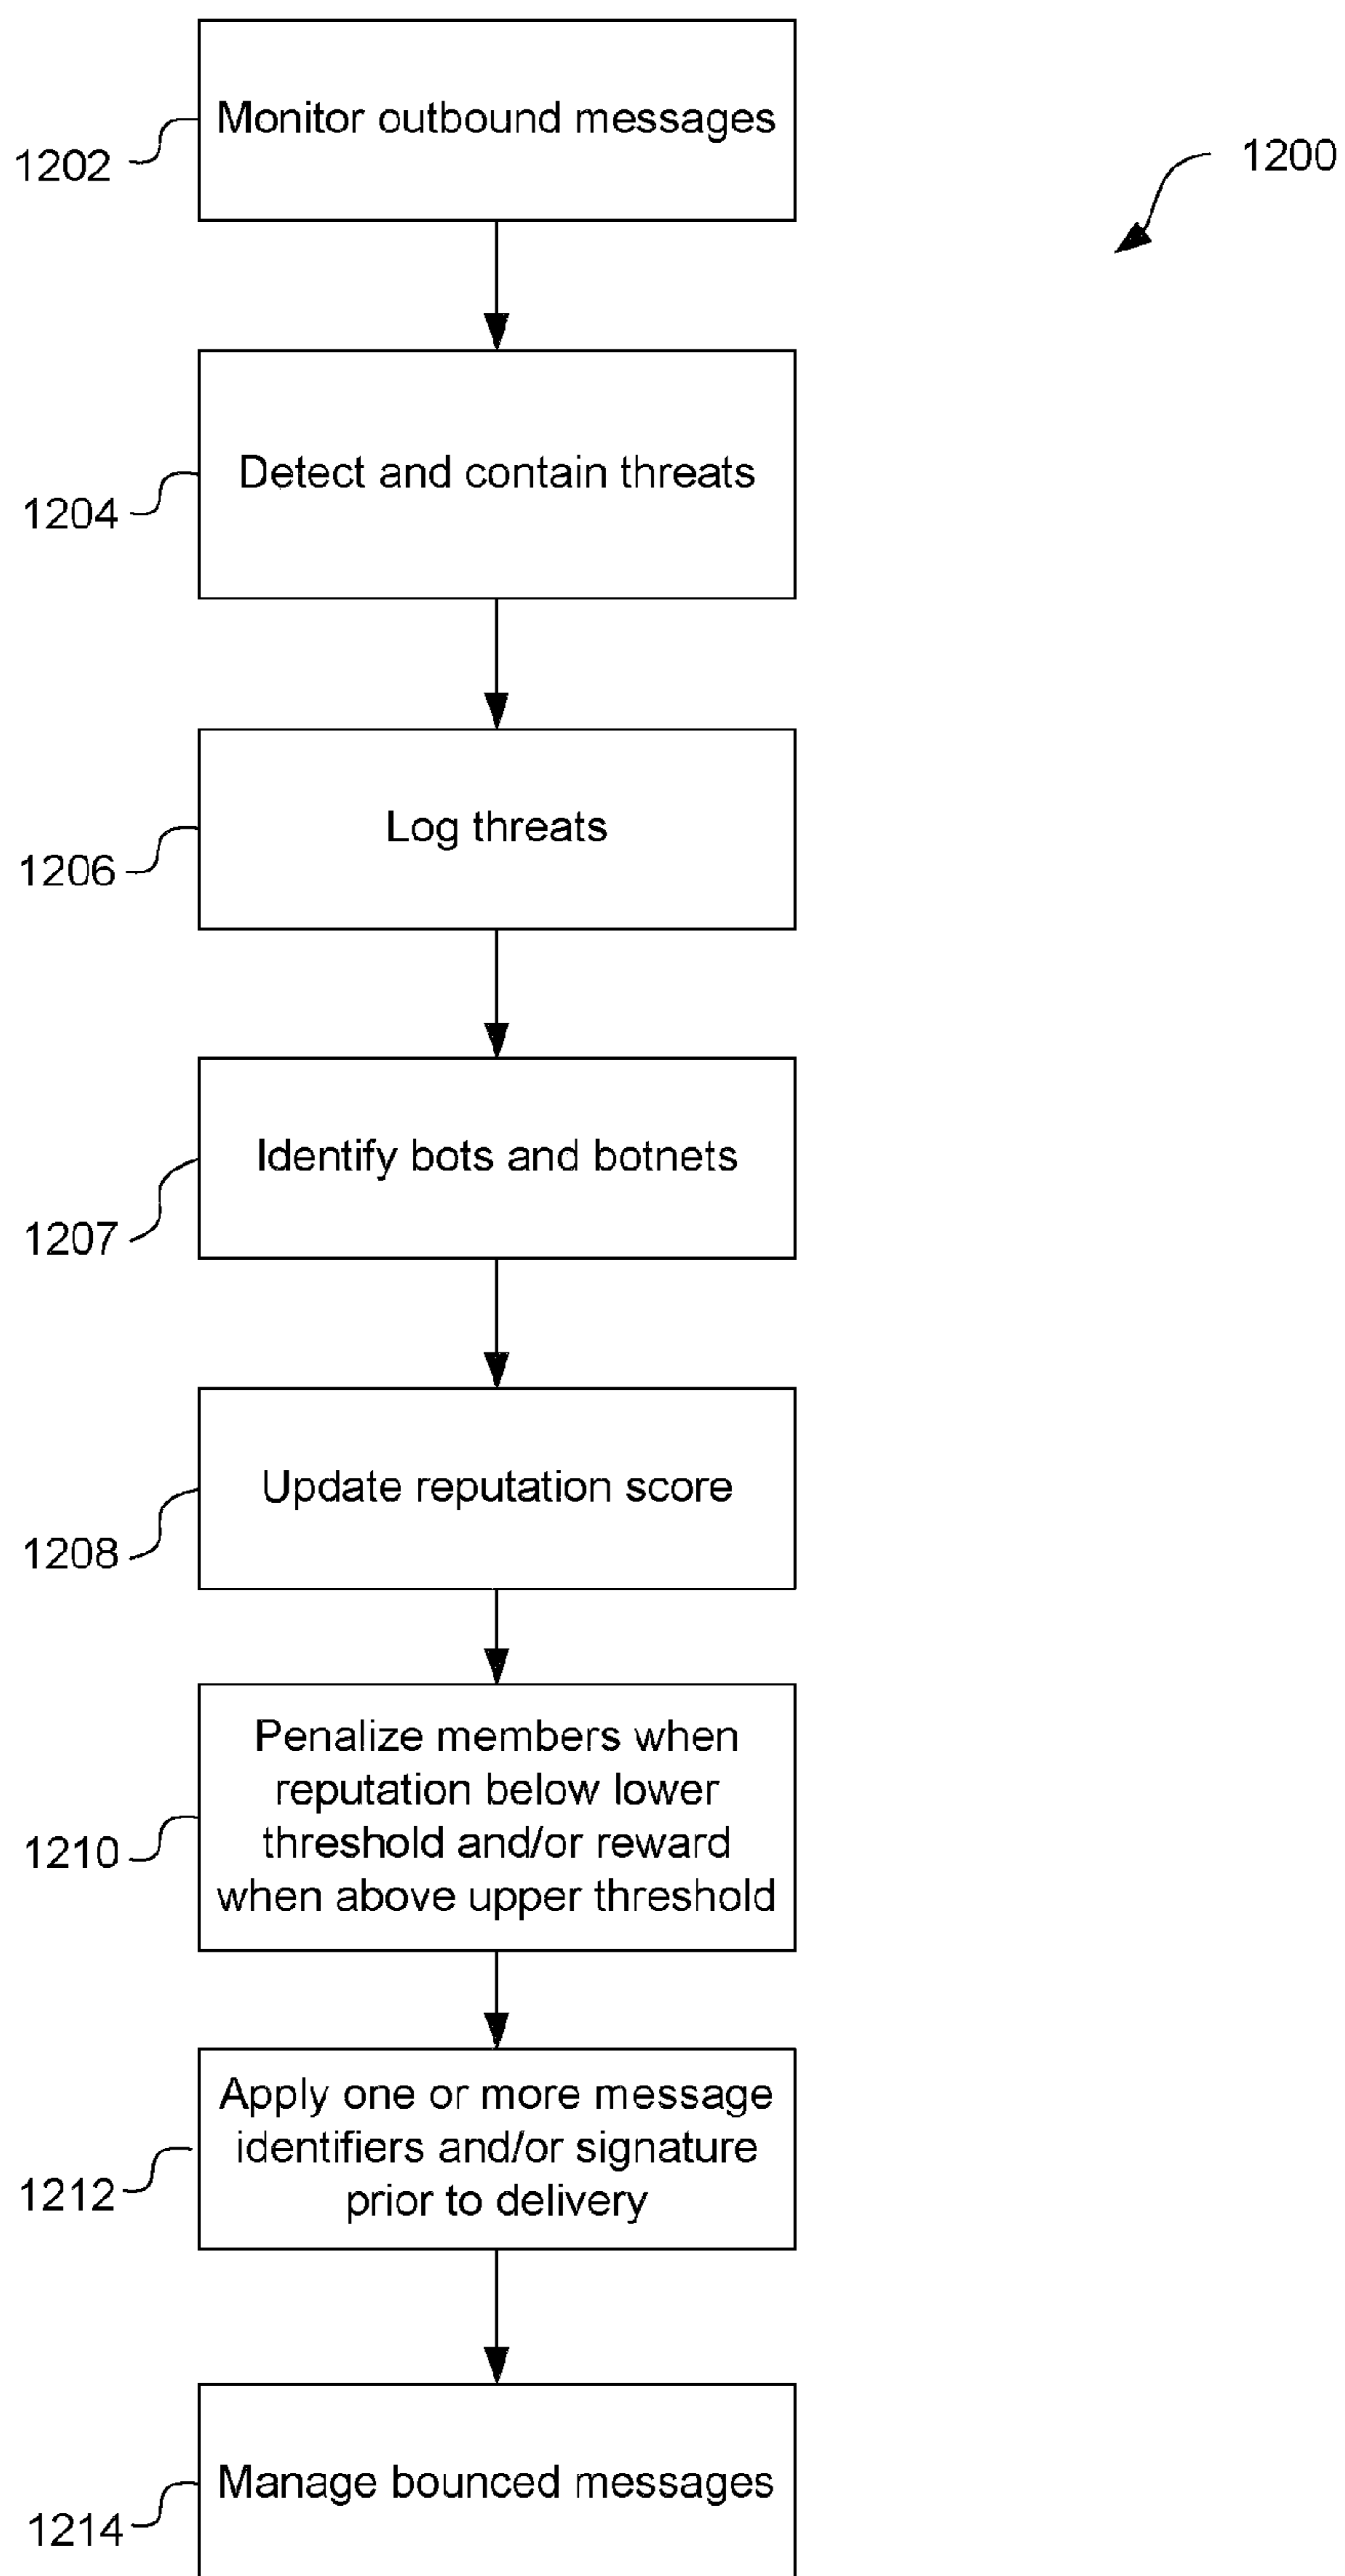 Monitor outbound messages
1202
1200
Detect and contain threats
1204
Log threats
1206
Identify bots and botnets
1207
Update reputation score
1208
Penalize members when
reputation below lower
threshold and/or reward
when above upper threshold
1210
Apply one or more message
identifiers and/or signature
prior to delivery
1212
Manage bounced messages
1214